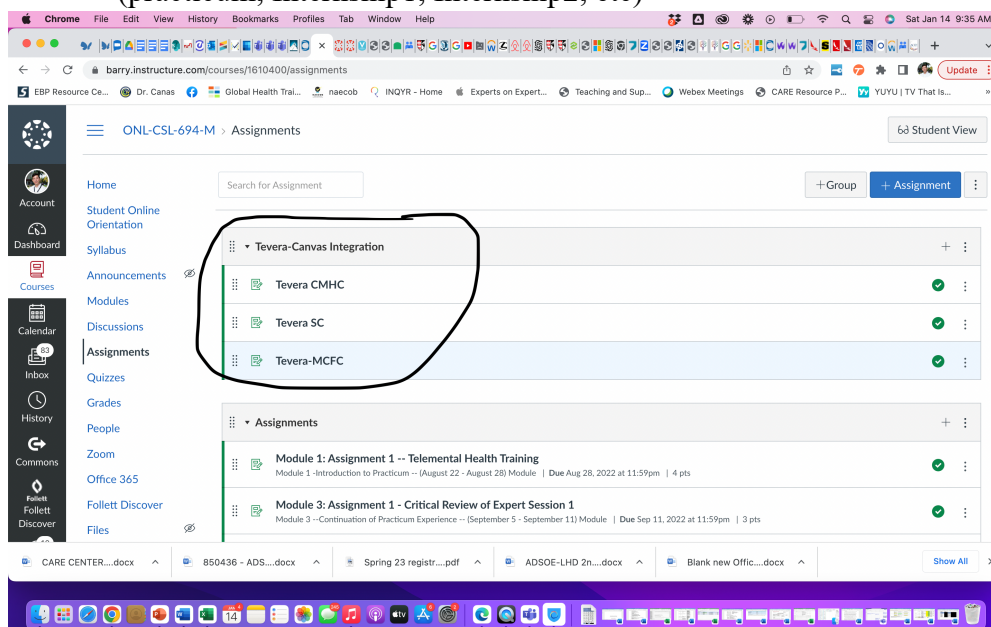 (practicum, Internship1, Internship2, etc)
Chrome File Edit View History Bookmarks Profiles Tab Window Help Sat Jan 14 9:35 AM
barry.instructure.com/courses/1610400/assignments Update
EBP Resource Ce... Dr. Canas Global Health Trai... naecob INQYR - Home Experts on Expert... Teaching and Sup... Webex Meetings CARE Resource P... YUYU | TV That Is... »
ONL-CSL-694-M > Assignments Student View
Account
Dashboard
Courses
Calendar
83
Inbox
History
Commons
Follett
Follett
Discover
Home
Student Online
Orientation
Syllabus
Announcements
Modules
Discussions
Assignments
Quizzes
Grades
People
Zoom
Office 365
Follett Discover
Files
Search for Assignment +Group + Assignment
Tevera-Canvas Integration
Tevera CMHC
Tevera SC
Tevera-MCFC
Assignments
Module 1: Assignment 1 -- Telemental Health Training
Module 1 -Introduction to Practicum -- (August 22 - August 28) Module | Due Aug 28, 2022 at 11:59pm | 4 pts
Module 3: Assignment 1 - Critical Review of Expert Session 1
Module 3 --Continuation of Practicum Experience -- (September 5 - September 11) Module | Due Sep 11, 2022 at 11:59pm | 3 pts
CARE CENTER....docx 850436 - ADS....docx Spring 23 registr....pdf ADSOE-LHD 2n....docx Blank new Offic....docx Show All
JAN
14
tv